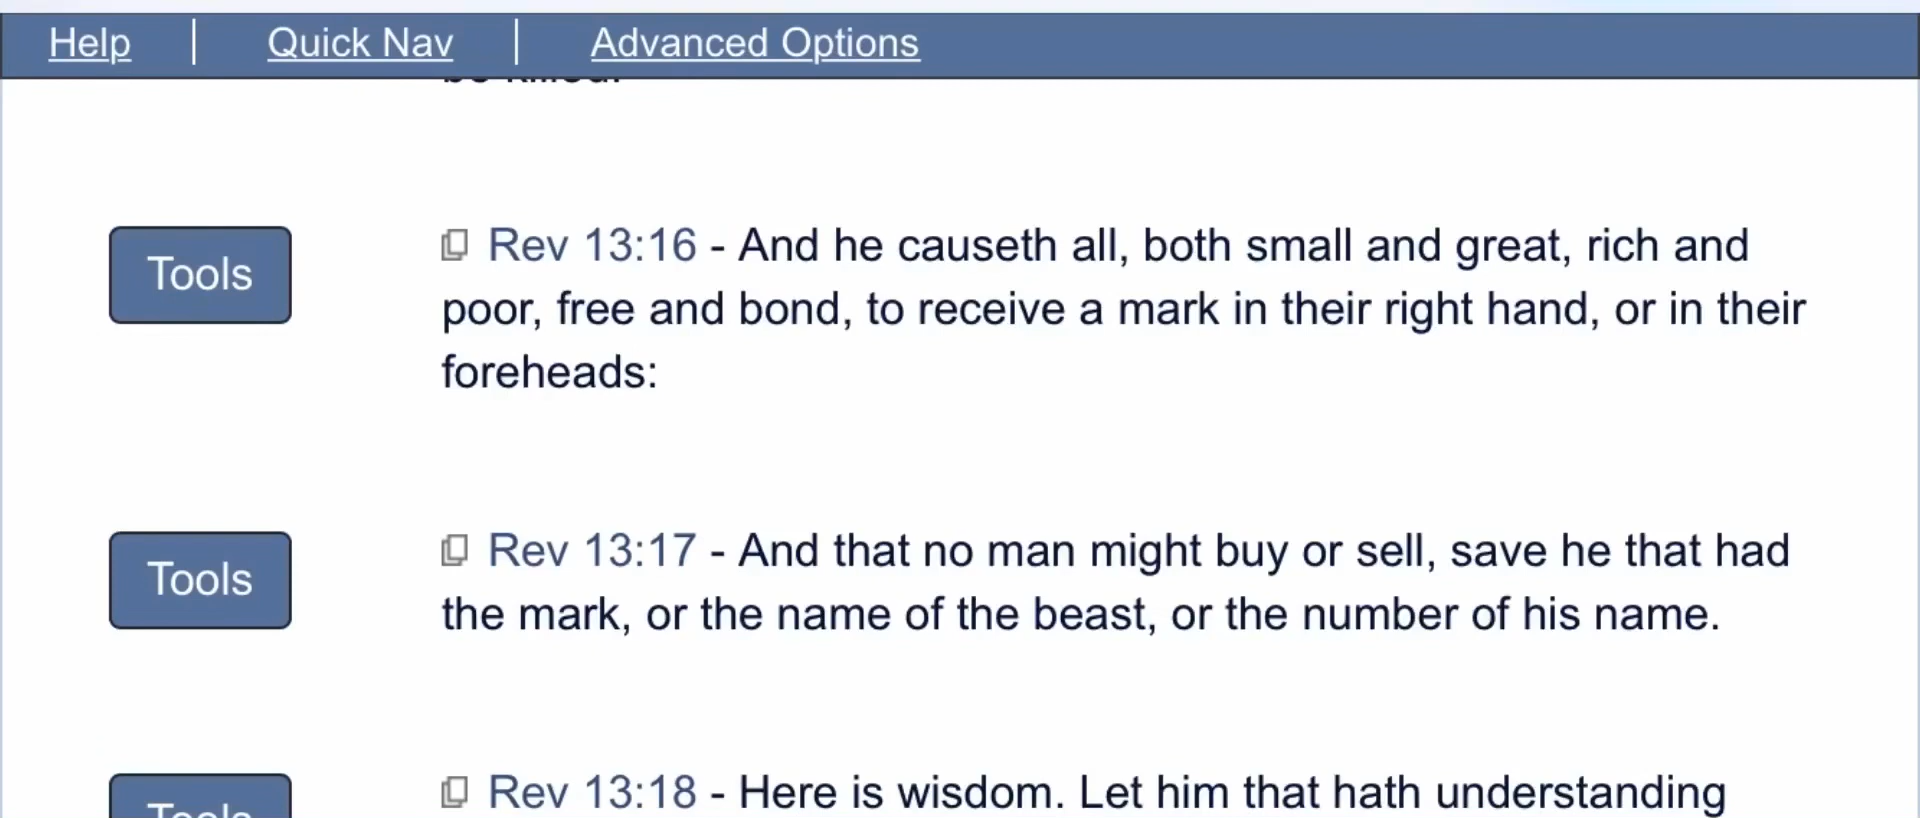 Help | Quick Nav | Advanced Options
be killed.
Tools
Rev 13:16 - And he causeth all, both small and great, rich and
poor, free and bond, to receive a mark in their right hand, or in their
foreheads:
Tools
Rev 13:17 - And that no man might buy or sell, save he that had
the mark, or the name of the beast, or the number of his name.
Tools
Rev 13:18 - Here is wisdom. Let him that hath understanding